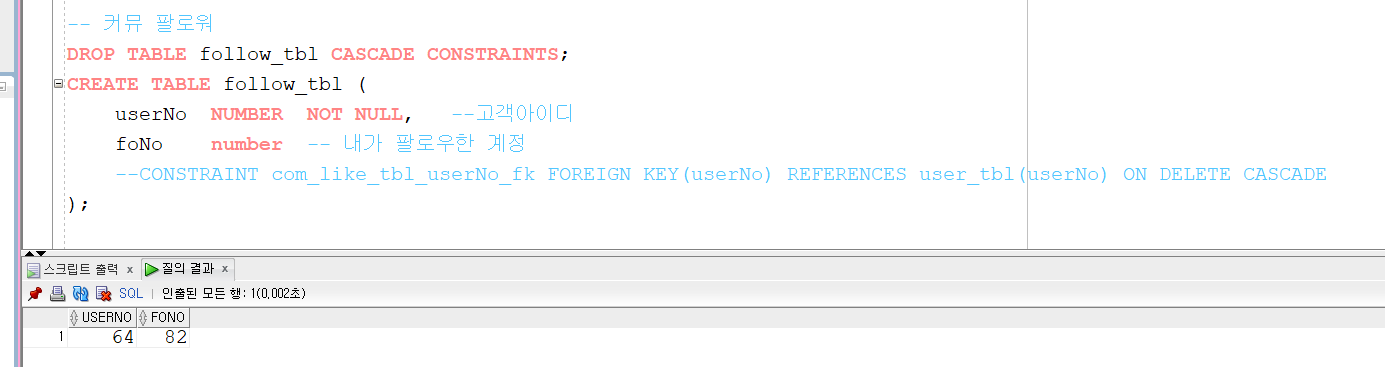 -- 커뮤 팔로워
DROP TABLE follow_tbl CASCADE CONSTRAINTS;
CREATE TABLE follow_tbl (
userNo NUMBER NOT NULL, --고객아이디
foNo number -- 내가 팔로우한 계정
--CONSTRAINT com_like_tbl_userNo_fk FOREIGN KEY(userNo) REFERENCES user_tbl(userNo) ON DELETE CASCADE
);
스크립트 출력 x 질의 결과 x
SQL | 인출된 모든 행: 1(0,002초)
USERNO FONO
1 64 82